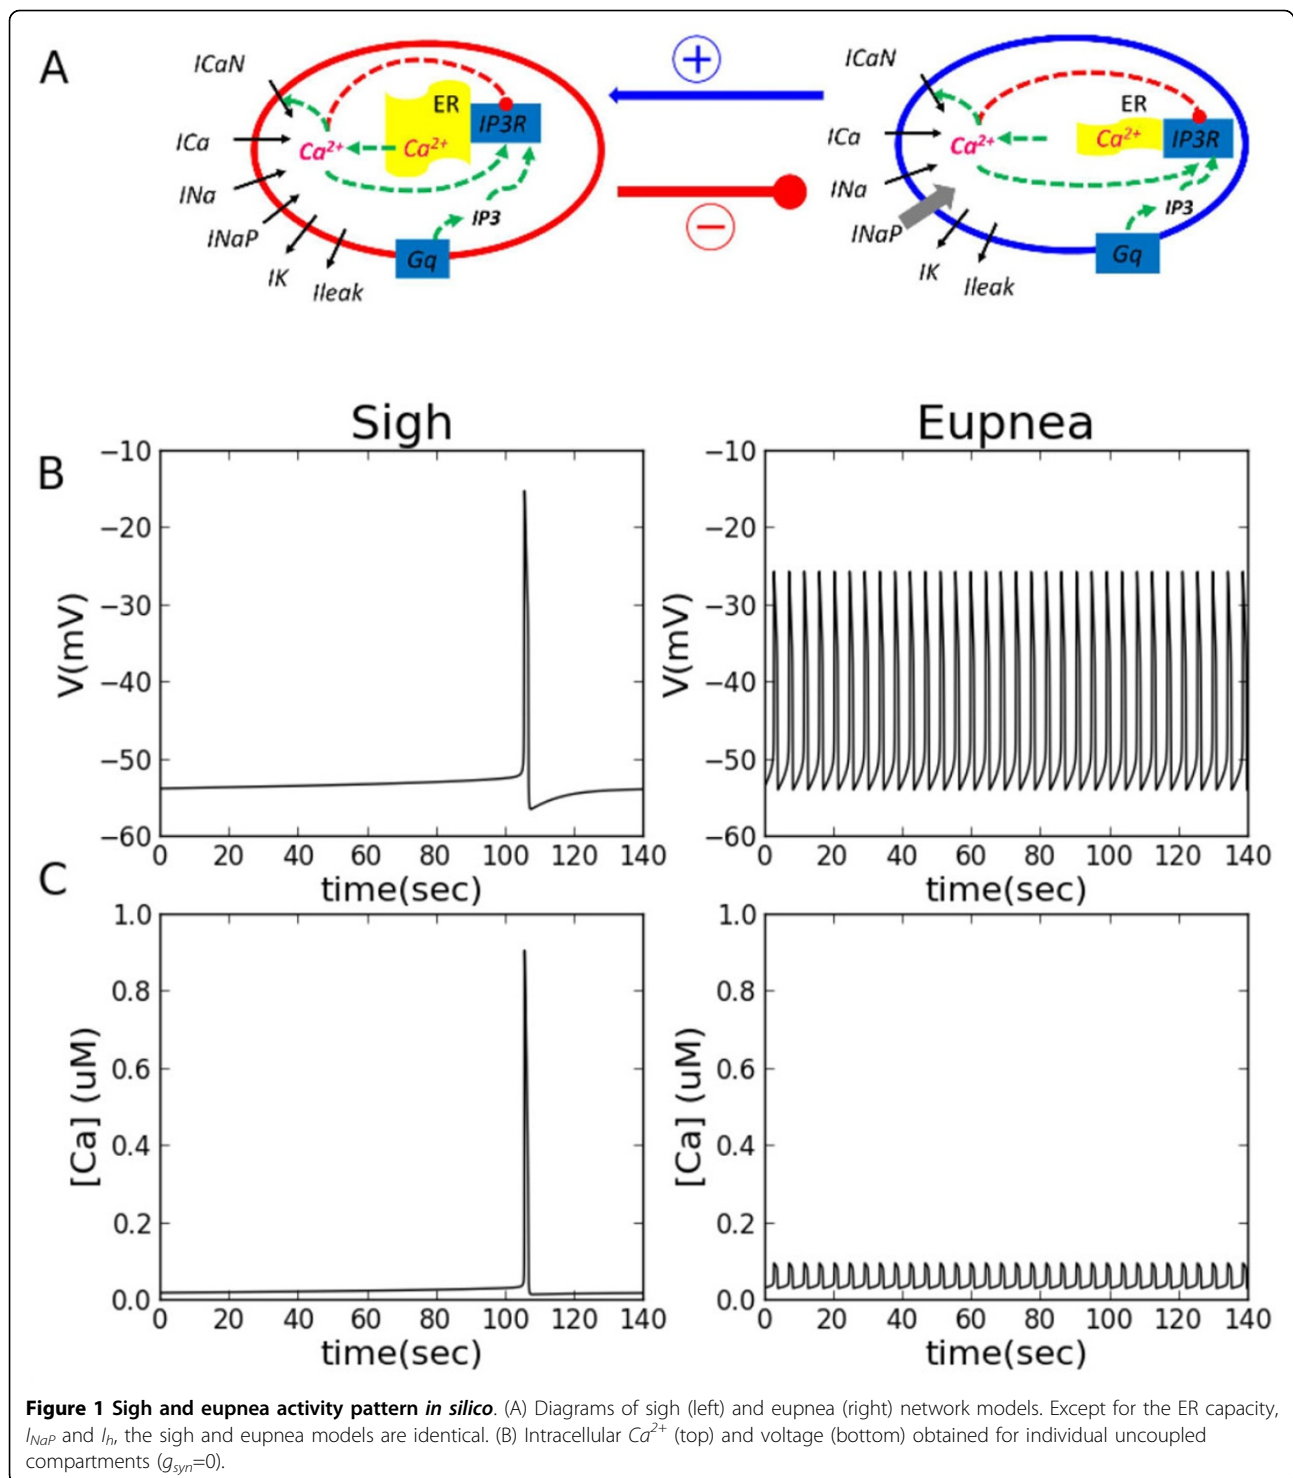 A
ICaN
ICa
INa
INaP
IK
Ileak
Ca2+
ER
Ca2+
IP3R
IP3
Gq
+
−
ICaN
ICa
INa
INaP
IK
Ileak
Ca2+
ER
Ca2+
IP3R
IP3
Gq
Sigh
Eupnea
B
V(mV)
−10
−20
−30
−40
−50
−60
0 20 40 60 80 100 120 140
time(sec)
V(mV)
−10
−20
−30
−40
−50
−60
0 20 40 60 80 100 120 140
time(sec)
C
[Ca] (uM)
1.0
0.8
0.6
0.4
0.2
0.0
0 20 40 60 80 100 120 140
time(sec)
[Ca] (uM)
1.0
0.8
0.6
0.4
0.2
0.0
0 20 40 60 80 100 120 140
time(sec)
Figure 1 Sigh and eupnea activity pattern in silico. (A) Diagrams of sigh (left) and eupnea (right) network models. Except for the ER capacity,
INaP and Ih, the sigh and eupnea models are identical. (B) Intracellular Ca2+ (top) and voltage (bottom) obtained for individual uncoupled
compartments (gsyn=0).